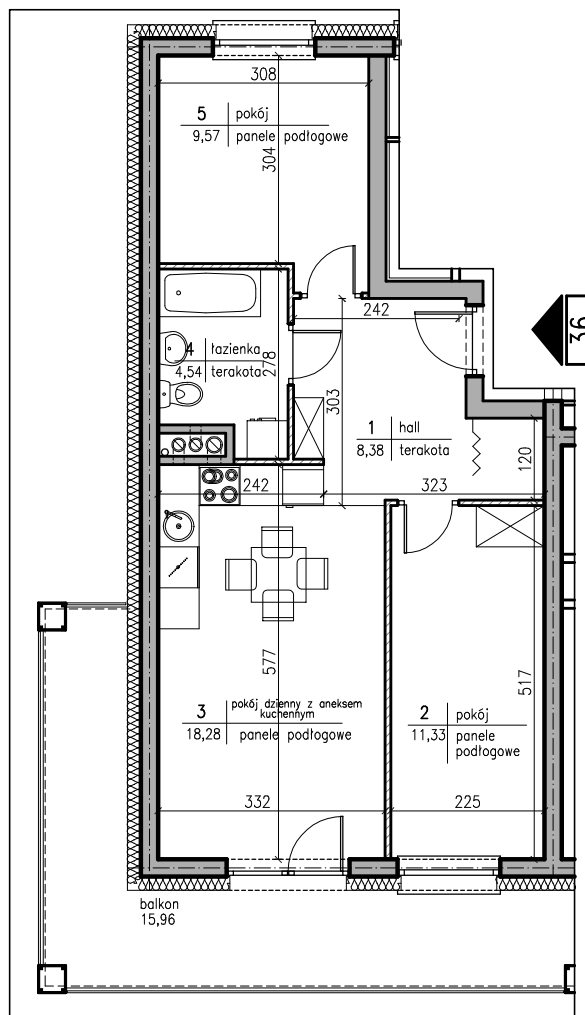 308
5 pokój
9,57 panele podłogowe
304
242
36
4 łazienka
4,54 terakota
278
303
1 hall
8,38 terakota
120
242
323
577
517
3 pokój dzienny z aneksem
kuchennym
18,28 panele podłogowe
2 pokój
11,33 panele
podłogowe
332
225
balkon
15,96